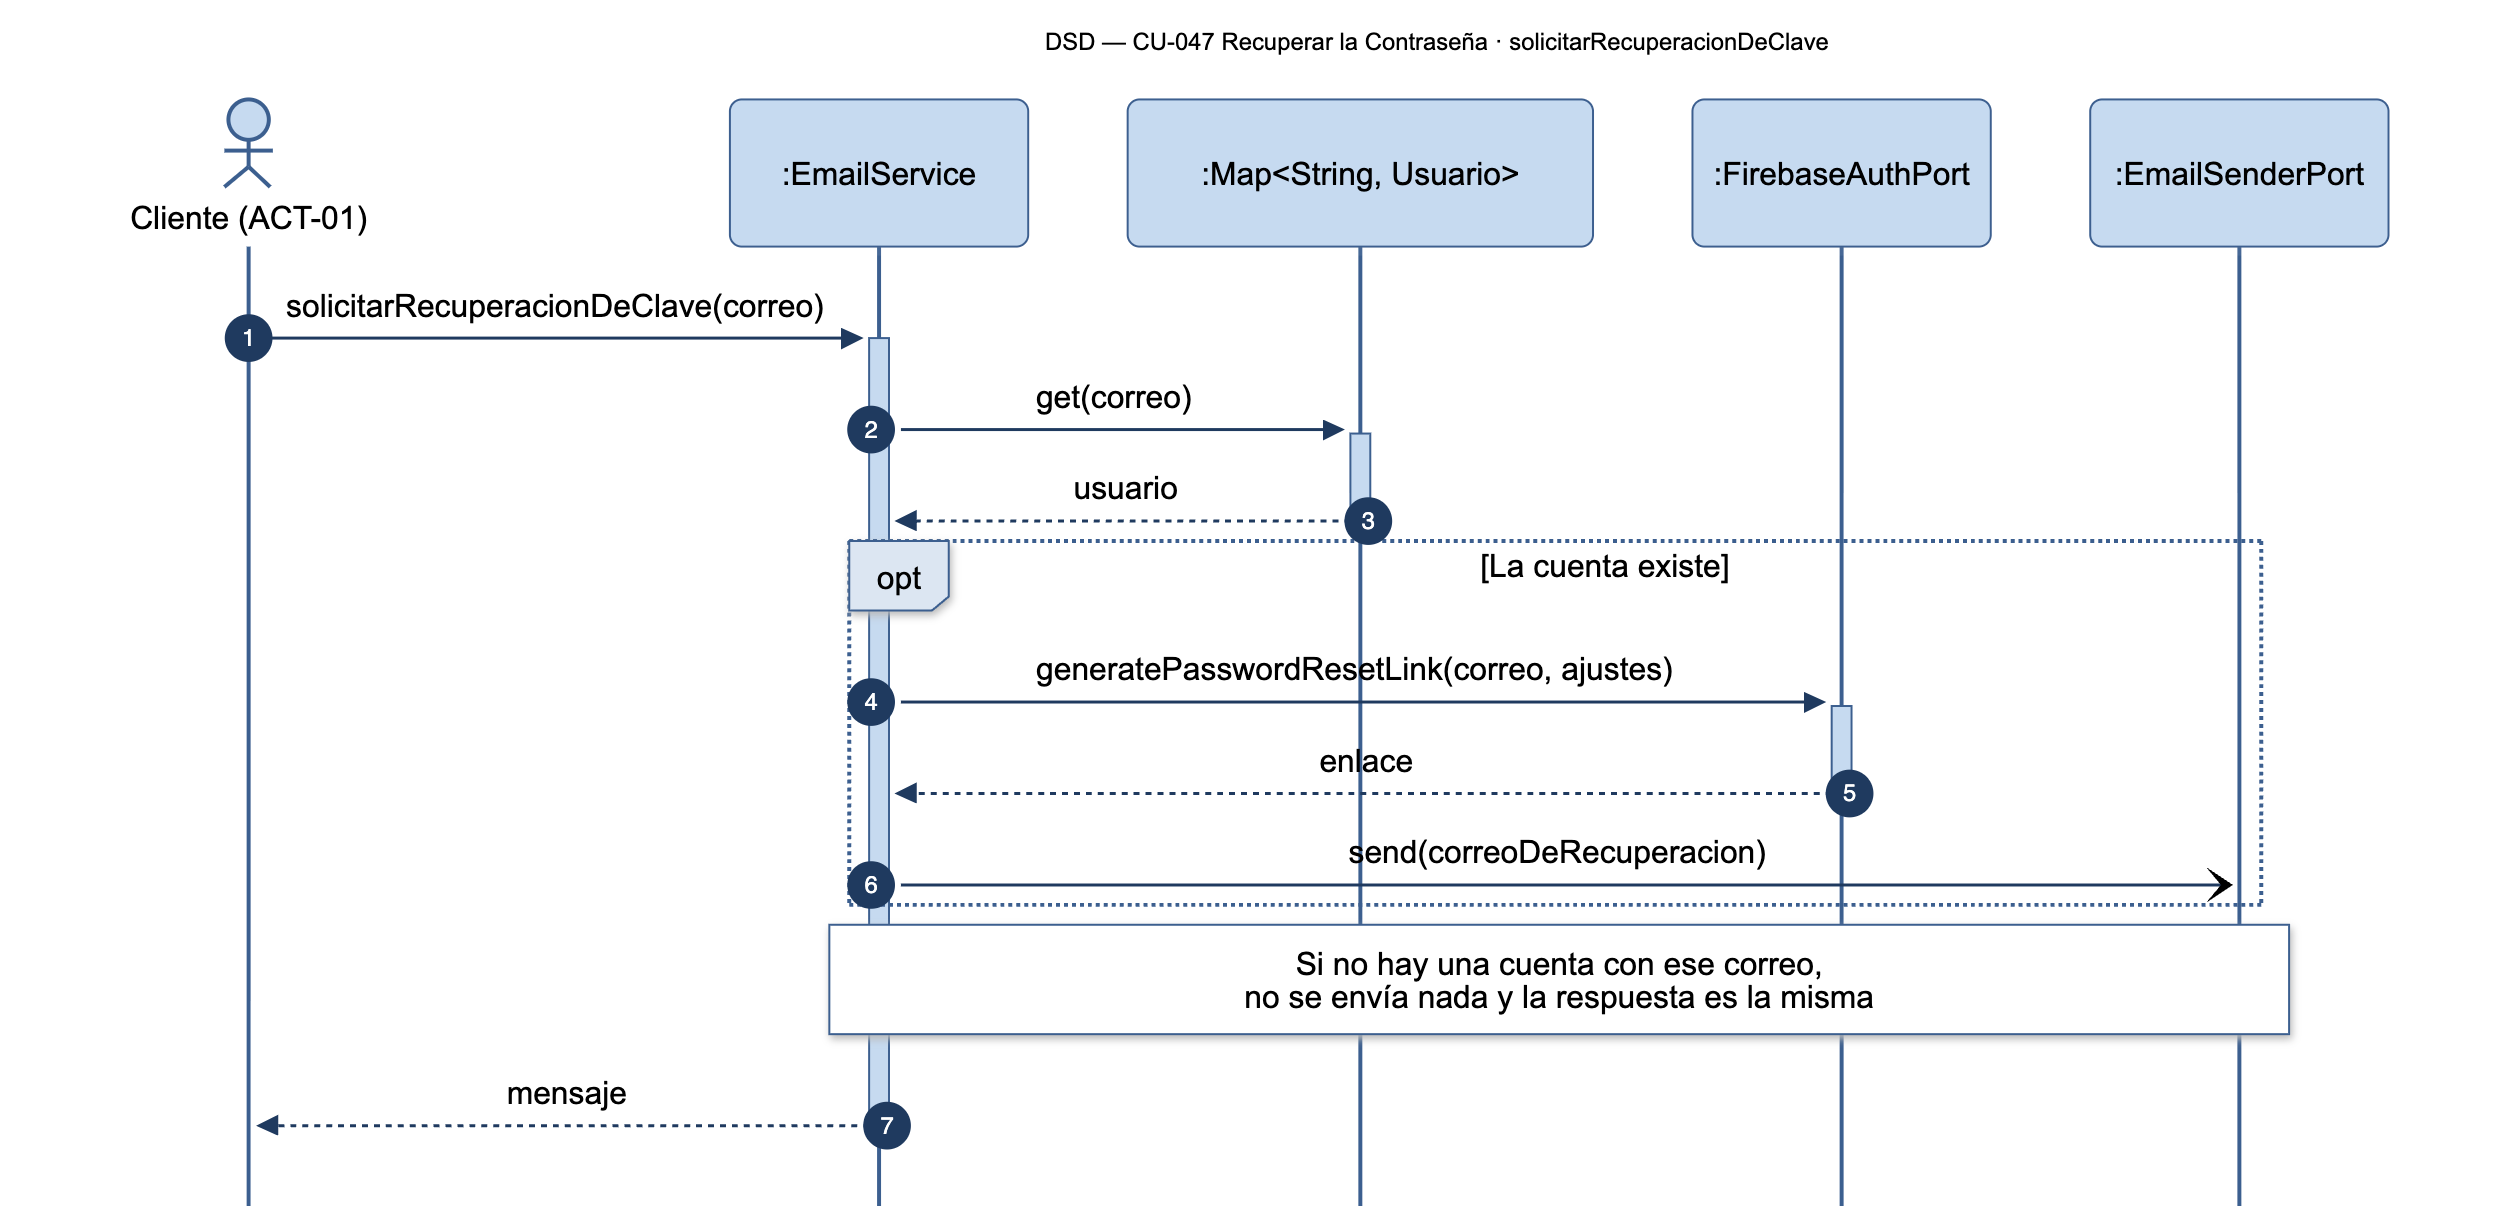 DSD — CU-047 Recuperar la Contraseña · solicitarRecuperacionDeClave
Cliente (ACT-01)
:EmailService
:Map<String, Usuario>
:FirebaseAuthPort
:EmailSenderPort
solicitarRecuperacionDeClave(correo)
1
get(correo)
2
usuario
3
opt
[La cuenta existe]
generatePasswordResetLink(correo, ajustes)
4
enlace
5
send(correoDeRecuperacion)
6
Si no hay una cuenta con ese correo,
no se envía nada y la respuesta es la misma
mensaje
7